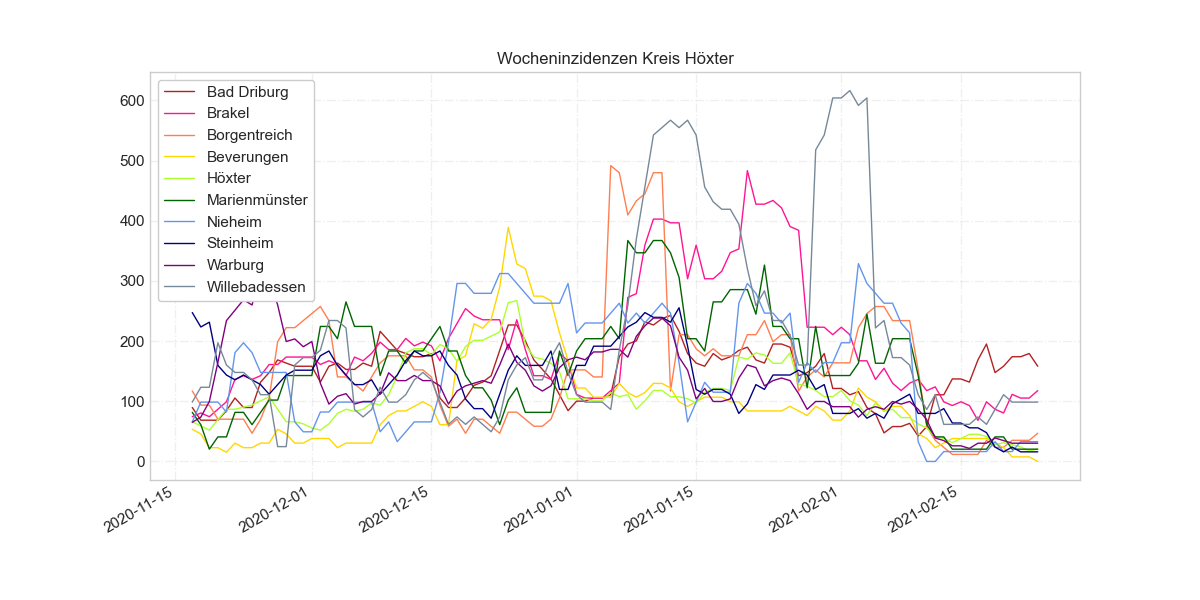 Wocheninzidenzen Kreis Höxter
600
500
400
300
200
100
0
Bad Driburg
Brakel
Borgentreich
Beverungen
Höxter
Marienmünster
Nieheim
Steinheim
Warburg
Willebadessen
2020-11-15
2020-12-01
2020-12-15
2021-01-01
2021-01-15
2021-02-01
2021-02-15